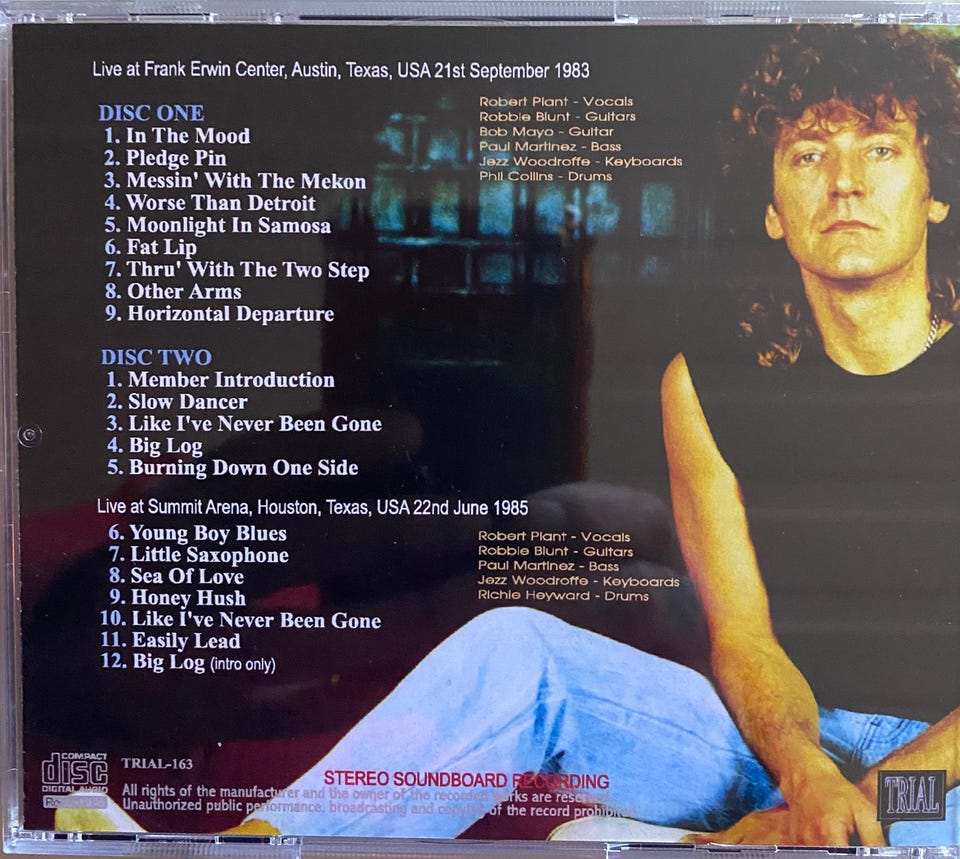 Live at Frank Erwin Center, Austin, Texas, USA 21st September 1983
DISC ONE
1. In The Mood
2. Pledge Pin
3. Messin' With The Mekon
4. Worse Than Detroit
5. Moonlight In Samosa
6. Fat Lip
7. Thru' With The Two Step
8. Other Arms
9. Horizontal Departure
Robert Plant - Vocals
Robbie Blunt - Guitars
Bob Mayo - Guitar
Paul Martinez - Bass
Jezz Woodroffe - Keyboards
Phil Collins - Drums
DISC TWO
1. Member Introduction
2. Slow Dancer
3. Like I've Never Been Gone
4. Big Log
5. Burning Down One Side
Live at Summit Arena, Houston, Texas, USA 22nd June 1985
6. Young Boy Blues
7. Little Saxophone
8. Sea Of Love
9. Honey Hush
10. Like I've Never Been Gone
11. Easily Lead
12. Big Log (intro only)
Robert Plant - Vocals
Robbie Blunt - Guitars
Paul Martinez - Bass
Jezz Woodroffe - Keyboards
Richie Heyward - Drums
COMPACT
disc
DIGITAL AUDIO
TRIAL-163
STEREO SOUNDBOARD RECORDING
All rights of the manufacturer and the owner of the recorded works are
Unauthorized public performance, broadcasting and copying of the record
TRIAL